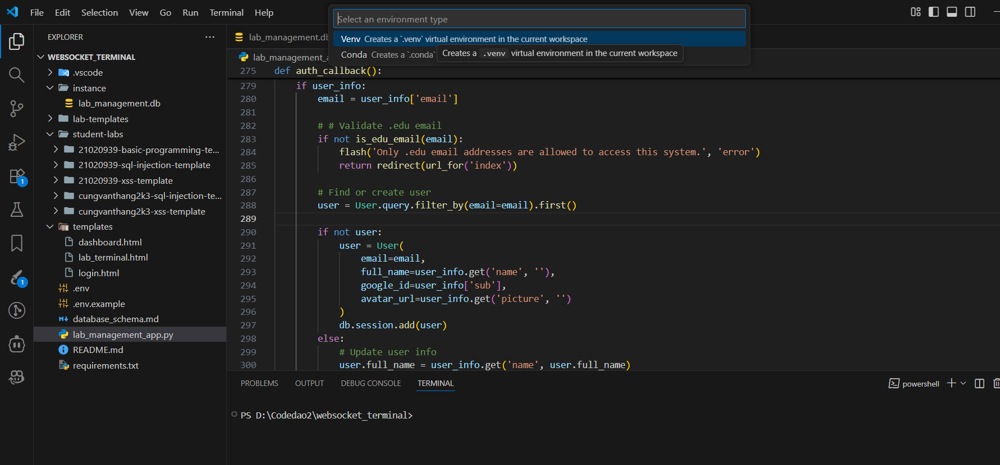 File Edit Selection View Go Run Terminal Help
Select an environment type
Venv Creates a `.venv` virtual environment in the current workspace
Conda Creates a `.conda`
Creates a .venv virtual environment in the current workspace
EXPLORER ...
WEBSOCKET_TERMINAL
.vscode
instance
lab_management.db
lab-templates
student-labs
21020939-basic-programming-te...
21020939-sql-injection-template
21020939-xss-template
cungvanthang2k3-sql-injection-te...
cungvanthang2k3-xss-template
templates
dashboard.html
lab_terminal.html
login.html
.env
.env.example
database_schema.md
lab_management_app.py
README.md
requirements.txt
1
1
lab_management.db
lab_management_a
275 def auth_callback():
279 if user_info:
280 email = user_info['email']
281
282 # # Validate .edu email
283 if not is_edu_email(email):
284 flash('Only .edu email addresses are allowed to access this system.', 'error')
285 return redirect(url_for('index'))
286
287 # Find or create user
288 user = User.query.filter_by(email=email).first()
289
290 if not user:
291 user = User(
292 email=email,
293 full_name=user_info.get('name', ''),
294 google_id=user_info['sub'],
295 avatar_url=user_info.get('picture', '')
296 )
297 db.session.add(user)
298 else:
299 # Update user info
300 user.full_name = user_info.get('name', user.full_name)
PROBLEMS OUTPUT DEBUG CONSOLE TERMINAL
powershell
PS D:\Codedao2\websocket_terminal>